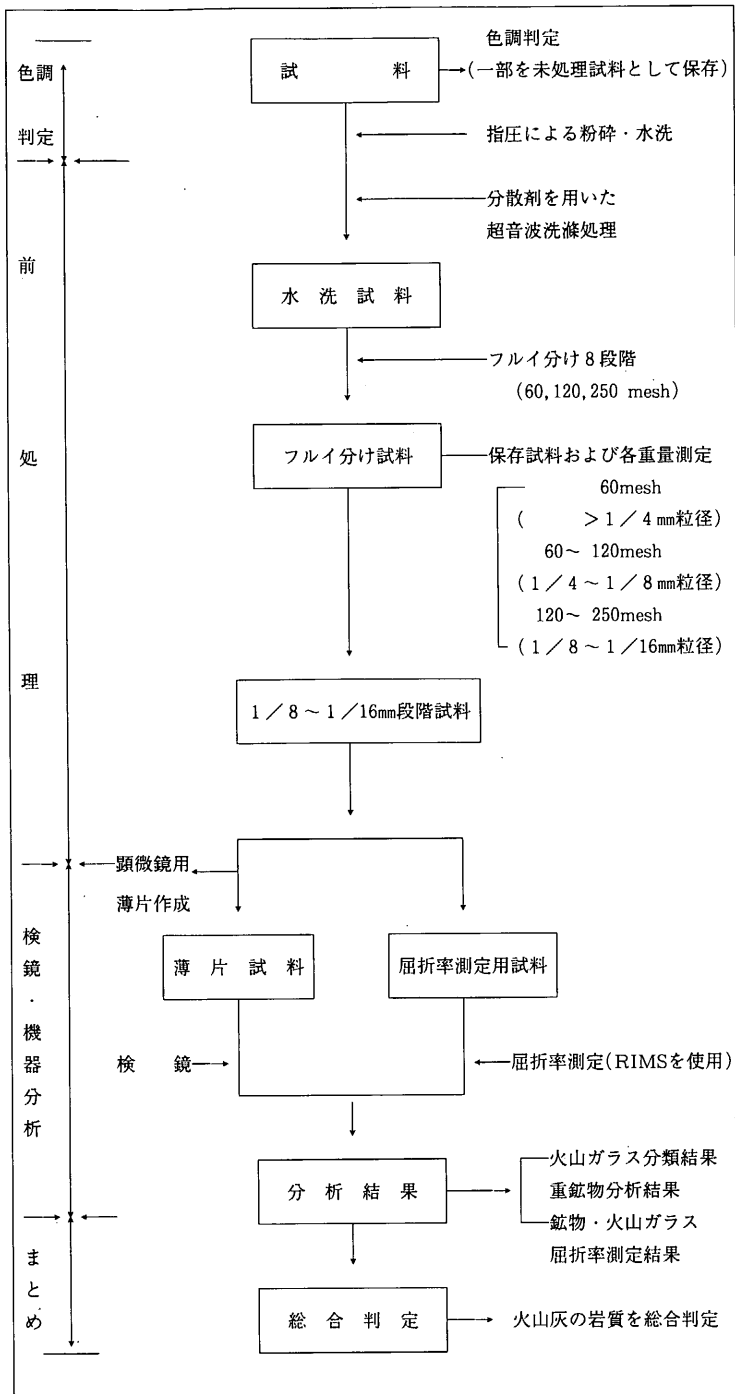 色調
判定
前
処
理
検鏡・機器分析
まとめ
試料
色調判定
(一部を未処理試料として保存)
指圧による粉砕・水洗
分散剤を用いた
超音波洗滌処理
水洗試料
フルイ分け8段階
(60,120,250 mesh)
フルイ分け試料
保存試料および各重量測定
60mesh
( >1/4㎜粒径)
60~120mesh
(1/4~1/8㎜粒径)
120~250mesh
(1/8~1/16mm粒径)
1/8~1/16mm段階試料
顕微鏡用
薄片作成
薄片試料
屈折率測定用試料
検鏡
屈折率測定(RIMSを使用)
分析結果
火山ガラス分類結果
重鉱物分析結果
鉱物・火山ガラス
屈折率測定結果
総合判定
火山灰の岩質を総合判定